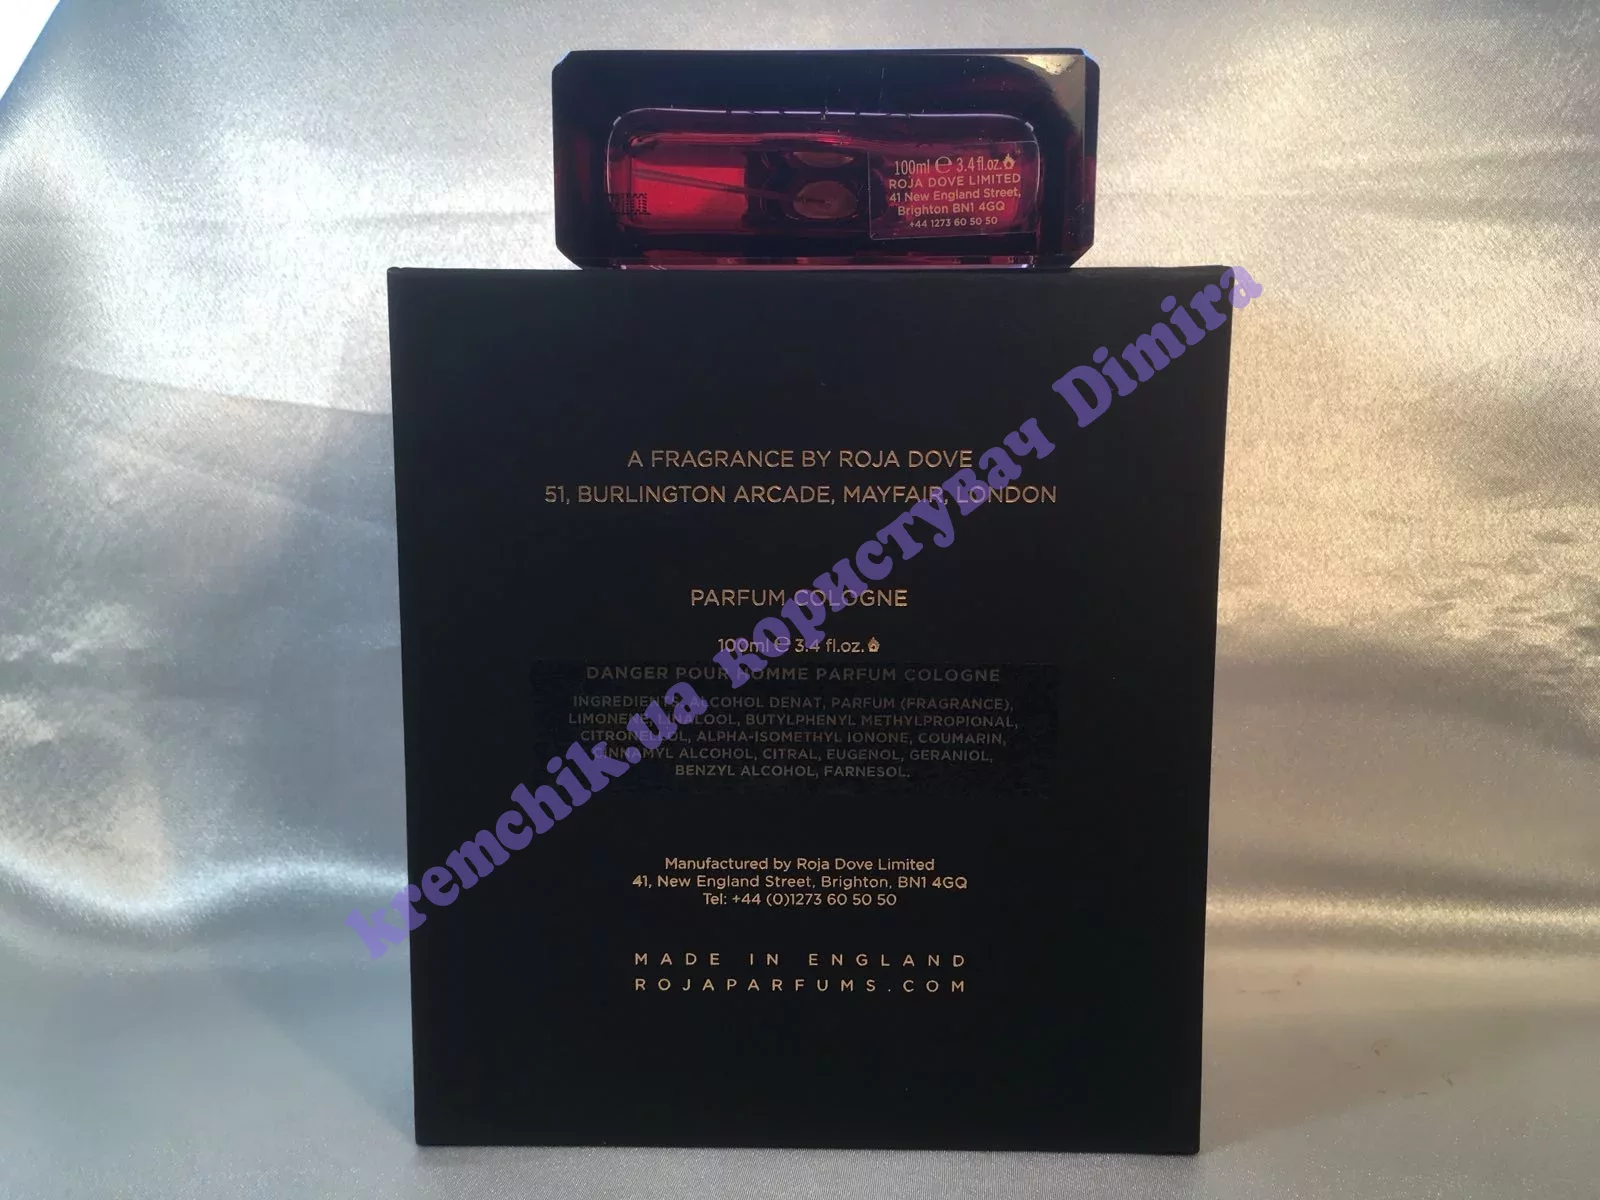 100ml ℮ 3.4 fl.oz.
ROJA DOVE LIMITED
41 New England Street,
Brighton BN1 4GQ
+44 1273 60 50 50
A FRAGRANCE BY ROJA DOVE
51, BURLINGTON ARCADE, MAYFAIR, LONDON
PARFUM COLOGNE
100ml ℮ 3.4 fl.oz.
DANGER POUR HOMME PARFUM COLOGNE
INGREDIENTS: ALCOHOL DENAT, PARFUM (FRAGRANCE),
LIMONENE, LINALOOL, BUTYLPHENYL METHYLPROPIONAL,
CITRONELLOL, ALPHA-ISOMETHYL IONONE, COUMARIN,
CINNAMYL ALCOHOL, CITRAL, EUGENOL, GERANIOL,
BENZYL ALCOHOL, FARNESOL.
Manufactured by Roja Dove Limited
41, New England Street, Brighton, BN1 4GQ
Tel: +44 (0)1273 60 50 50
MADE IN ENGLAND
ROJAPARFUMS.COM
kremchik.ua користувач Dimira